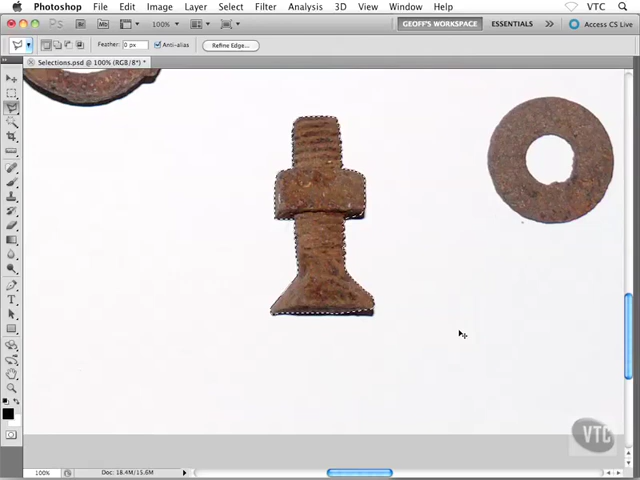 Photoshop File Edit Image Layer Select Filter Analysis 3D View Window Help VTC
Ps Br Mb 100% GEOFF'S WORKSPACE ESSENTIALS » Access CS Live
Feather: 0 px Anti-alias Refine Edge...
Selections.psd @ 100% (RGB/8*) *
VTC
100% Doc: 18.4M/15.6M